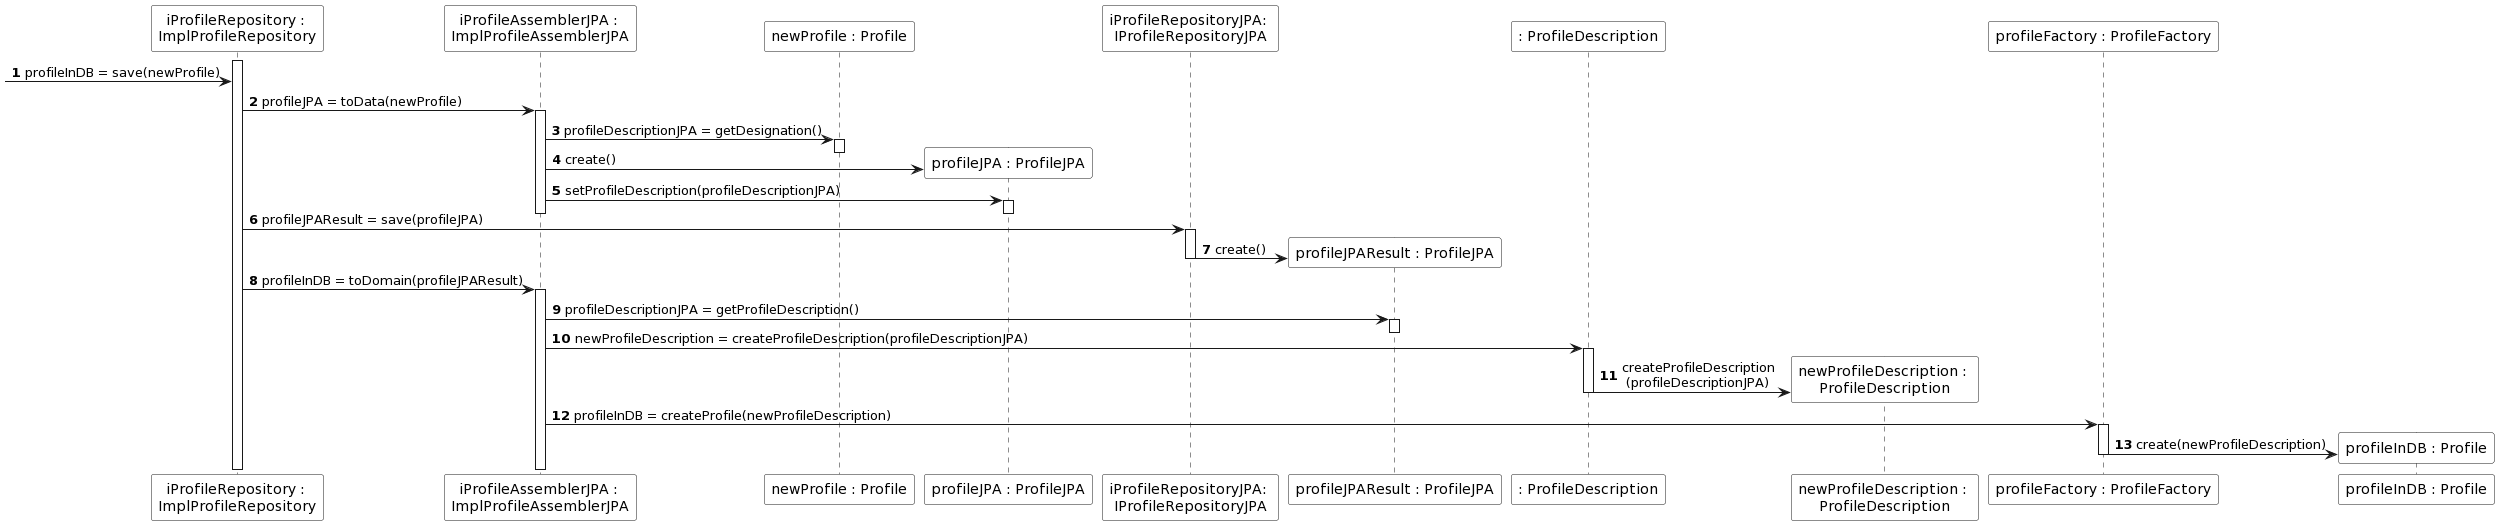 iProfileRepository :
ImplProfileRepository
iProfileAssemblerJPA :
ImplProfileAssemblerJPA
newProfile : Profile
iProfileRepositoryJPA:
IProfileRepositoryJPA
: ProfileDescription
profileFactory : ProfileFactory
1 profileInDB = save(newProfile)
2 profileJPA = toData(newProfile)
3 profileDescriptionJPA = getDesignation()
4 create()
profileJPA : ProfileJPA
5 setProfileDescription(profileDescriptionJPA)
6 profileJPAResult = save(profileJPA)
7 create()
profileJPAResult : ProfileJPA
8 profileInDB = toDomain(profileJPAResult)
9 profileDescriptionJPA = getProfileDescription()
10 newProfileDescription = createProfileDescription(profileDescriptionJPA)
11 createProfileDescription
(profileDescriptionJPA)
newProfileDescription :
ProfileDescription
12 profileInDB = createProfile(newProfileDescription)
13 create(newProfileDescription)
profileInDB : Profile
iProfileRepository :
ImplProfileRepository
iProfileAssemblerJPA :
ImplProfileAssemblerJPA
newProfile : Profile
profileJPA : ProfileJPA
iProfileRepositoryJPA:
IProfileRepositoryJPA
profileJPAResult : ProfileJPA
: ProfileDescription
newProfileDescription :
ProfileDescription
profileFactory : ProfileFactory
profileInDB : Profile